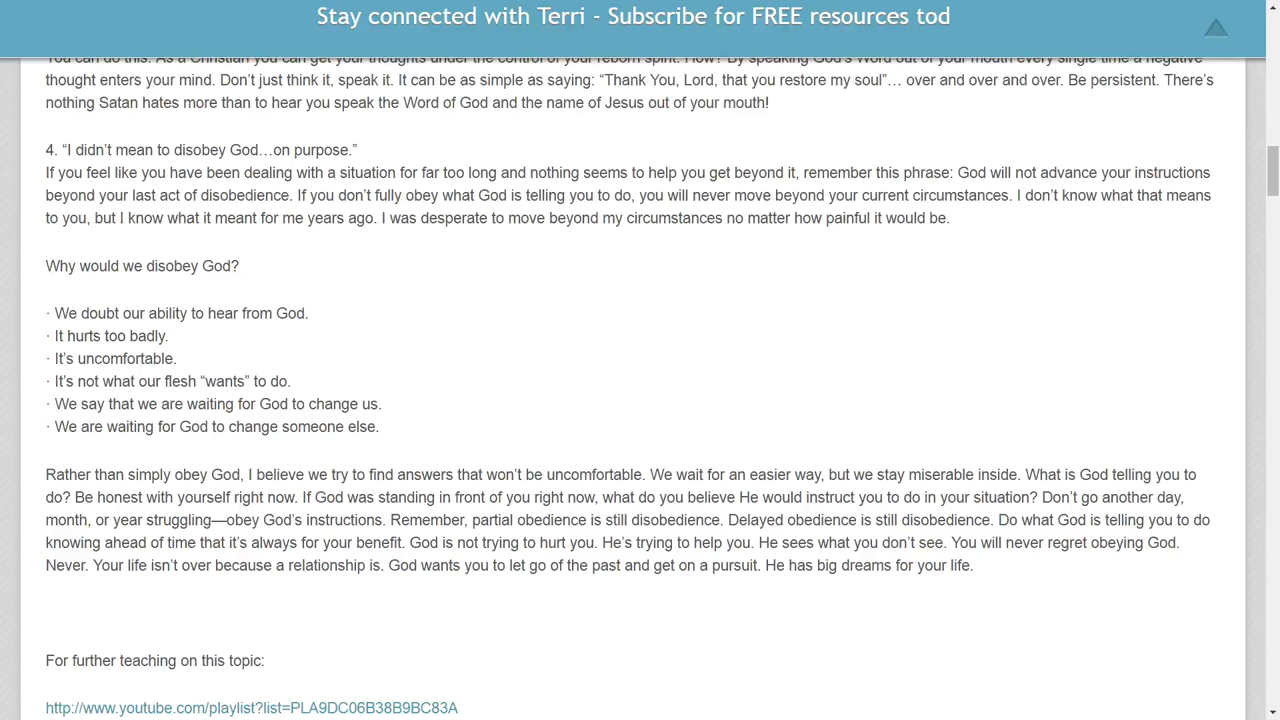 Stay connected with Terri - Subscribe for FREE resources tod
You can do this. As a Christian you can get your thoughts under the control of your reborn spirit. How? By speaking God's Word out of your mouth every single time a negative
thought enters your mind. Don’t just think it, speak it. It can be as simple as saying: “Thank You, Lord, that you restore my soul”… over and over and over. Be persistent. There’s
nothing Satan hates more than to hear you speak the Word of God and the name of Jesus out of your mouth!
4. “I didn’t mean to disobey God…on purpose.”
If you feel like you have been dealing with a situation for far too long and nothing seems to help you get beyond it, remember this phrase: God will not advance your instructions
beyond your last act of disobedience. If you don’t fully obey what God is telling you to do, you will never move beyond your current circumstances. I don’t know what that means
to you, but I know what it meant for me years ago. I was desperate to move beyond my circumstances no matter how painful it would be.
Why would we disobey God?
· We doubt our ability to hear from God.
· It hurts too badly.
· It’s uncomfortable.
· It’s not what our flesh “wants” to do.
· We say that we are waiting for God to change us.
· We are waiting for God to change someone else.
Rather than simply obey God, I believe we try to find answers that won’t be uncomfortable. We wait for an easier way, but we stay miserable inside. What is God telling you to
do? Be honest with yourself right now. If God was standing in front of you right now, what do you believe He would instruct you to do in your situation? Don’t go another day,
month, or year struggling—obey God’s instructions. Remember, partial obedience is still disobedience. Delayed obedience is still disobedience. Do what God is telling you to do
knowing ahead of time that it’s always for your benefit. God is not trying to hurt you. He’s trying to help you. He sees what you don’t see. You will never regret obeying God.
Never. Your life isn’t over because a relationship is. God wants you to let go of the past and get on a pursuit. He has big dreams for your life.
For further teaching on this topic:
http://www.youtube.com/playlist?list=PLA9DC06B38B9BC83A